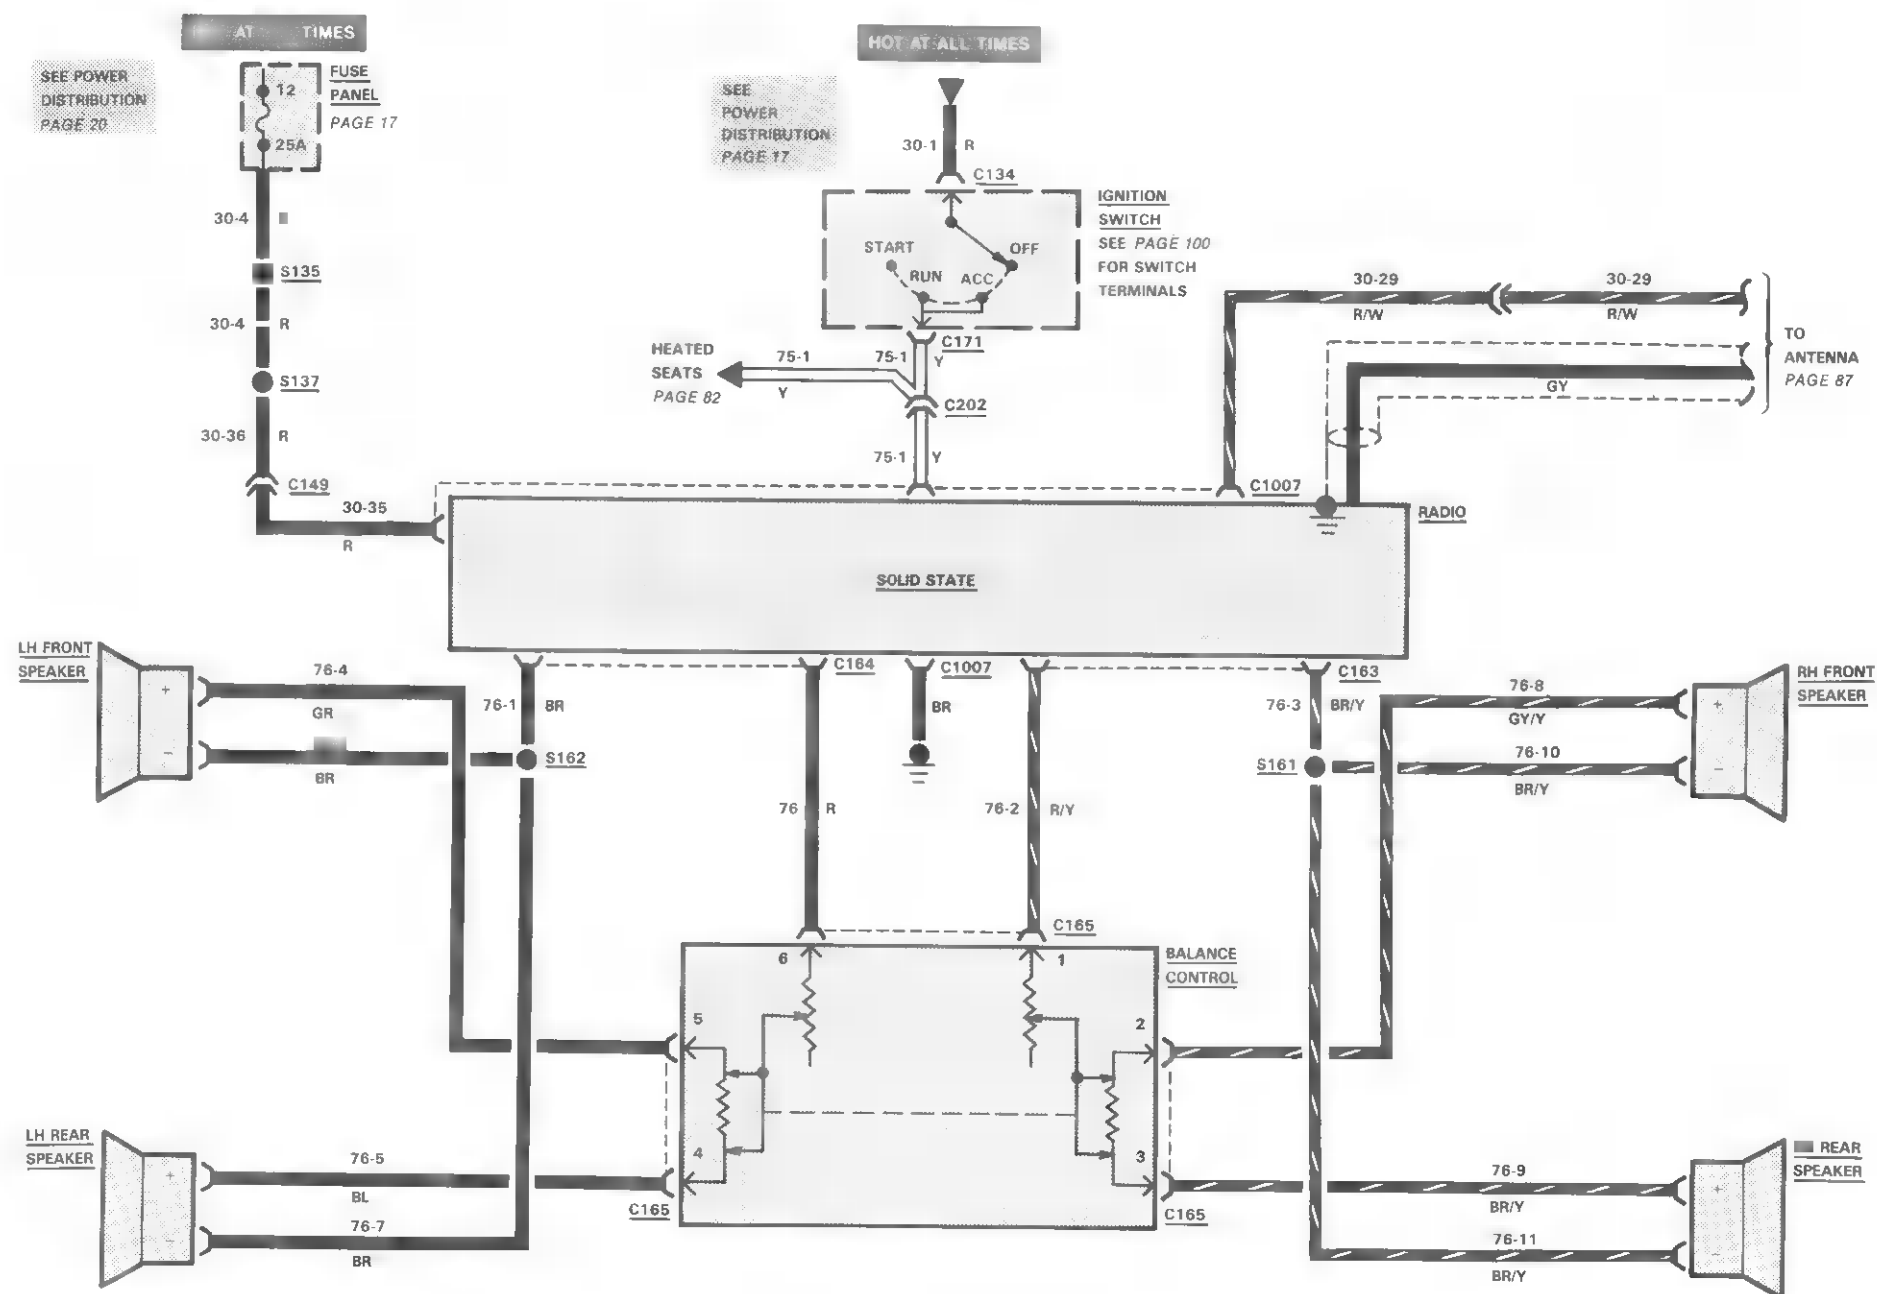 AT TIMES
SEE POWER
DISTRIBUTION
PAGE 20
12
25A
FUSE
PANEL
PAGE 17
30-4
S135
30-4 R
S137
30-36 R
C149
30-35
R
HOT AT ALL TIMES
SEE
POWER
DISTRIBUTION
PAGE 17
30-1 R
C134
IGNITION
SWITCH
SEE PAGE 100
FOR SWITCH
TERMINALS
START
OFF
RUN
ACC
C171
HEATED
SEATS
PAGE 82
75-1
Y
75-1 Y
C202
75-1 Y
30-29
R/W
30-29
R/W
TO
ANTENNA
PAGE 87
GY
C1007
RADIO
SOLID STATE
LH FRONT
SPEAKER
+
−
76-4
GR
BR
76-1 BR
S162
C164
C1007
BR
C163
76-3 BR/Y
S161
76 R
76-2 R/Y
76-8
GY/Y
76-10
BR/Y
RH FRONT
SPEAKER
+
−
C165
BALANCE
CONTROL
6
1
5
2
4
3
C165
C165
LH REAR
SPEAKER
+
−
76-5
BL
76-7
BR
76-9
BR/Y
76-11
BR/Y
REAR
SPEAKER
+
−